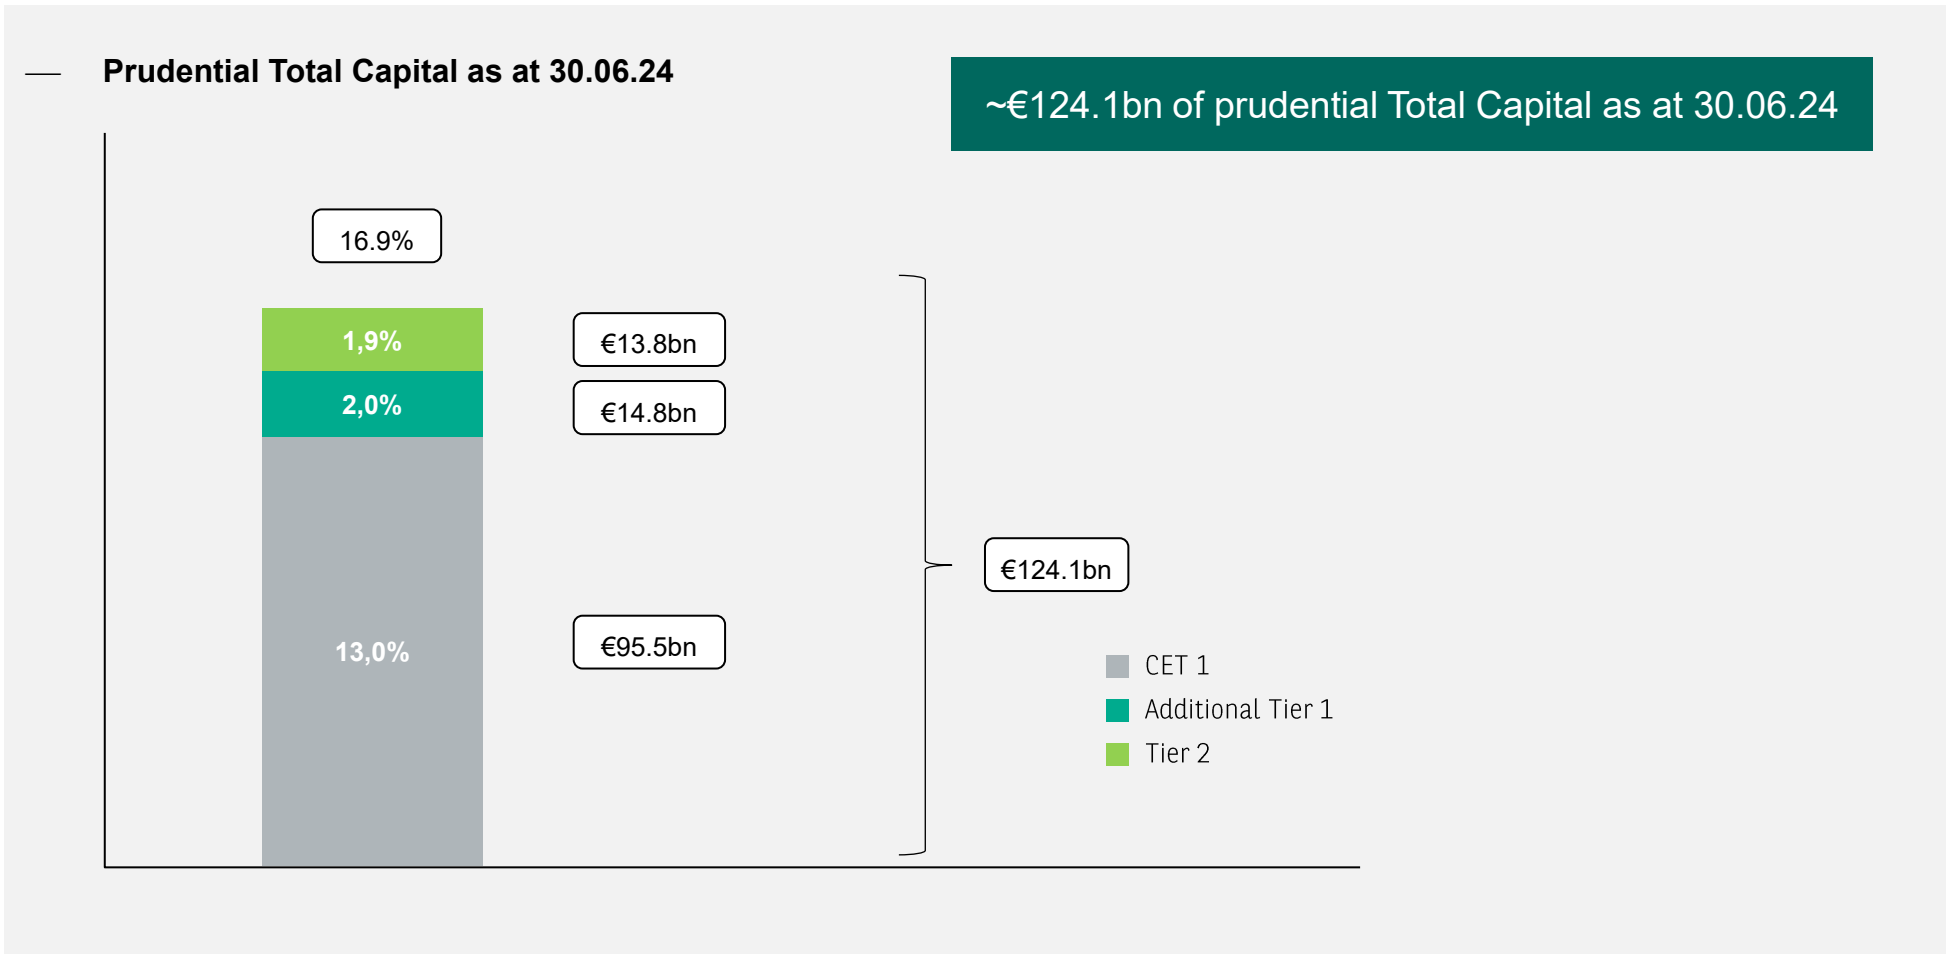 Prudential Total Capital as at 30.06.24
~€124.1bn of prudential Total Capital as at 30.06.24
16.9%
1,9%
€13.8bn
2,0%
€14.8bn
€124.1bn
13,0%
€95.5bn
CET 1
Additional Tier 1
Tier 2